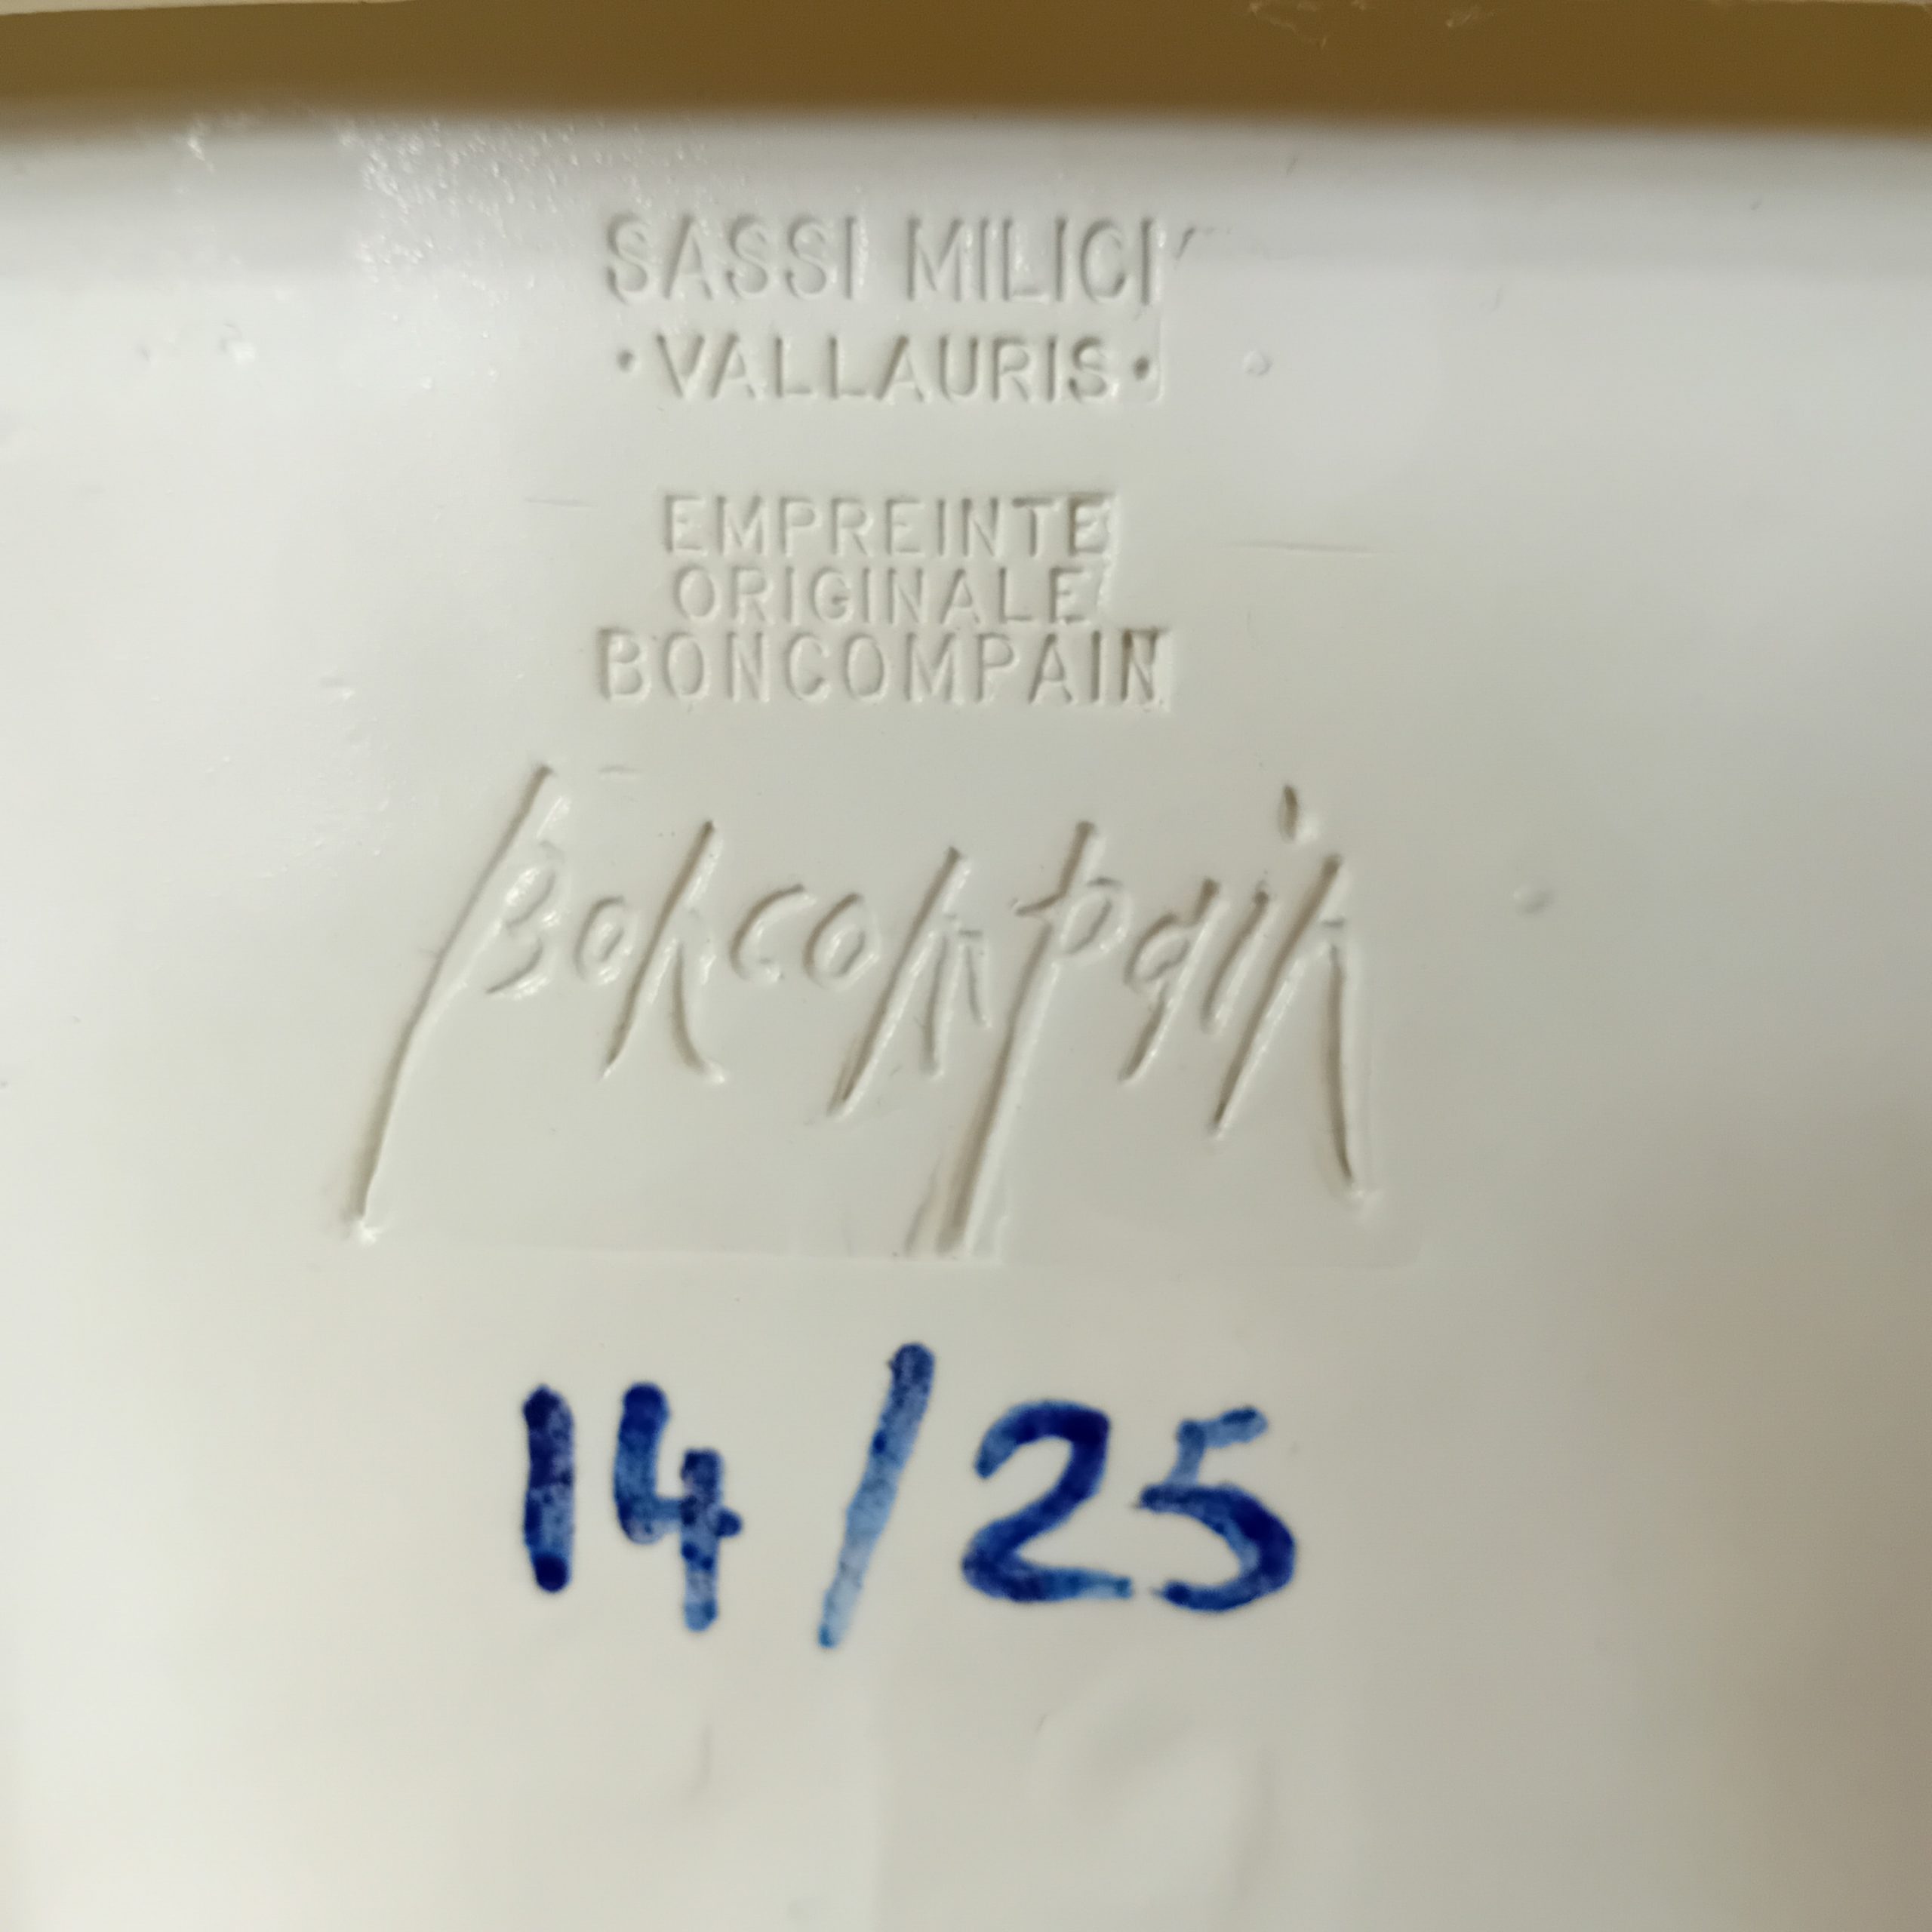 SASSI MILICI
·VALLAURIS·
EMPREINTE
ORIGINALE
BONCOMPAIN
Boncompain
14/25